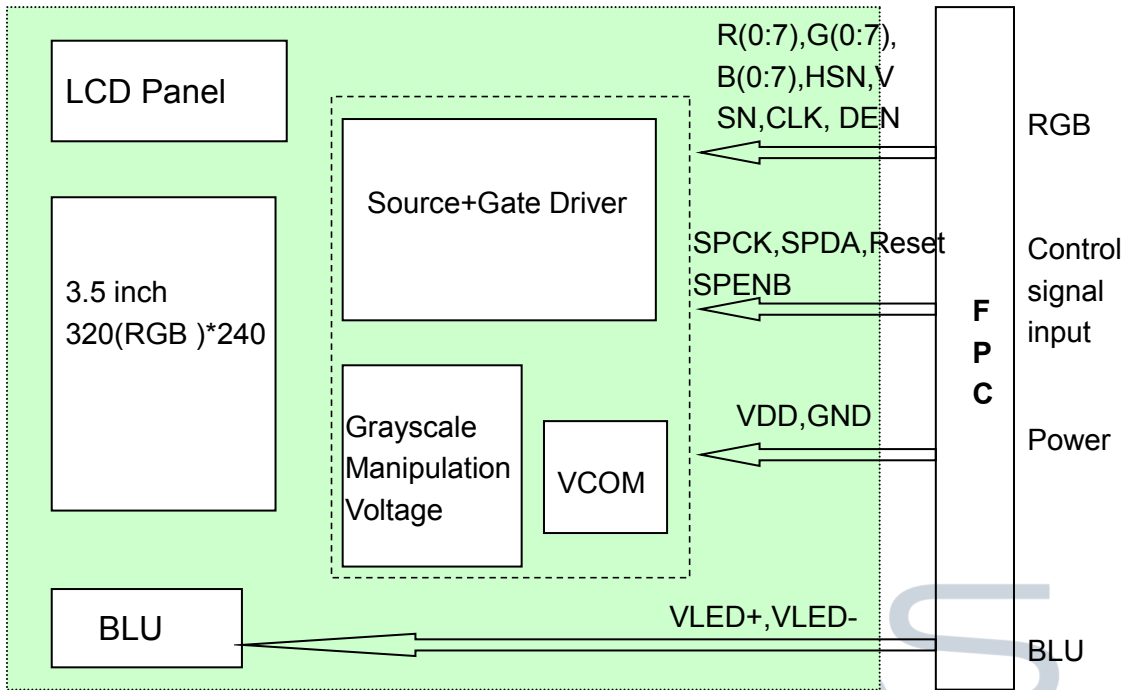 LCD Panel
3.5 inch
320(RGB )*240
Source+Gate Driver
Grayscale
Manipulation
Voltage
VCOM
BLU
R(0:7),G(0:7),
B(0:7),HSN,V
SN,CLK, DEN
SPCK,SPDA,Reset
SPENB
VDD,GND
VLED+,VLED-
F
P
C
RGB
Control
signal
input
Power
BLU